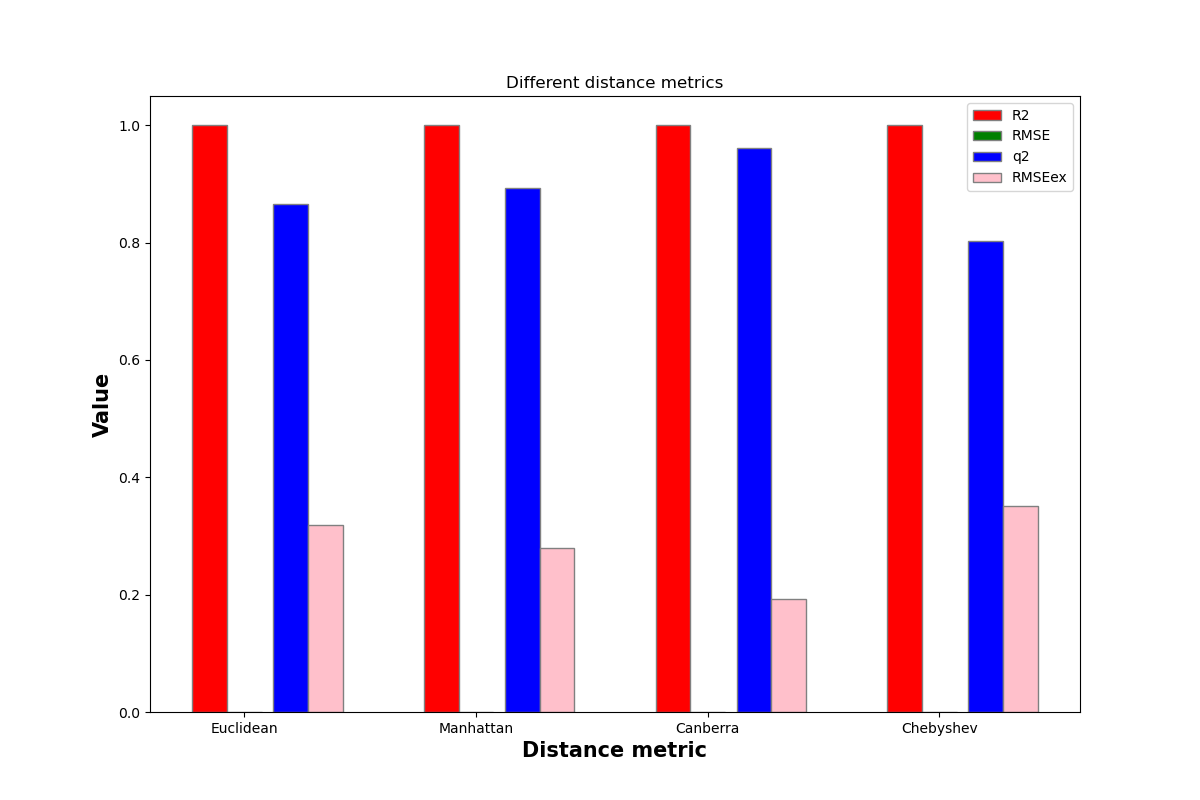 Different distance metrics
R2
RMSE
q2
RMSEex
1.0
0.8
0.6
0.4
0.2
0.0
Value
Euclidean
Manhattan
Canberra
Chebyshev
Distance metric